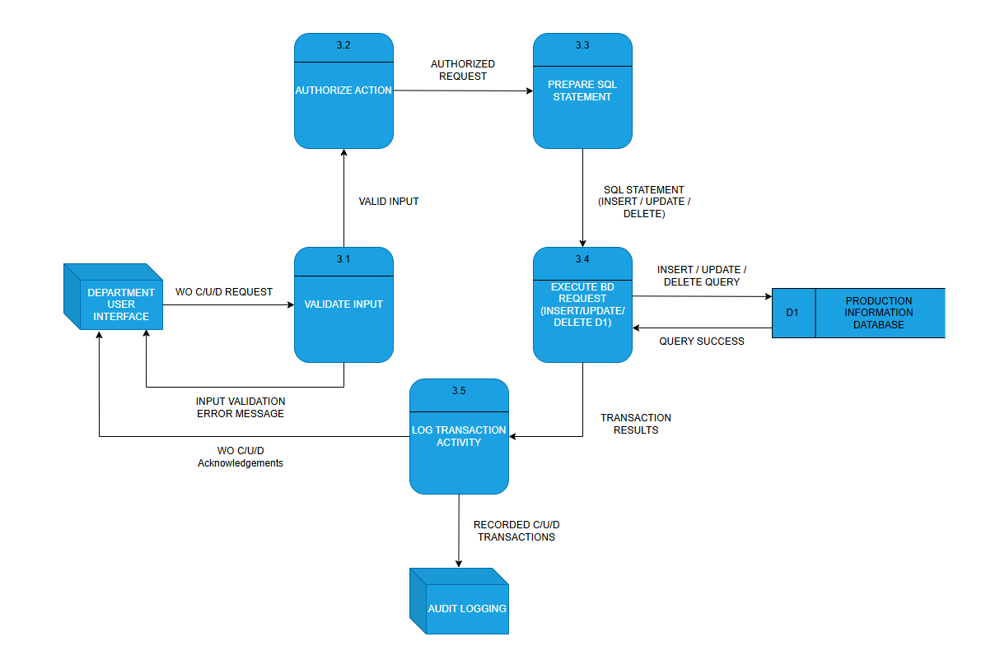 3.2
AUTHORIZE ACTION
AUTHORIZED
REQUEST
3.3
PREPARE SQL
STATEMENT
VALID INPUT
SQL STATEMENT
(INSERT / UPDATE /
DELETE)
DEPARTMENT
USER
INTERFACE
WO C/U/D REQUEST
3.1
VALIDATE INPUT
3.4
EXECUTE BD
REQUEST
(INSERT/UPDATE/
DELETE D1)
INSERT / UPDATE /
DELETE QUERY
D1
PRODUCTION
INFORMATION
DATABASE
QUERY SUCCESS
INPUT VALIDATION
ERROR MESSAGE
3.5
LOG TRANSACTION
ACTIVITY
TRANSACTION
RESULTS
WO C/U/D
Acknowledgements
RECORDED C/U/D
TRANSACTIONS
AUDIT LOGGING